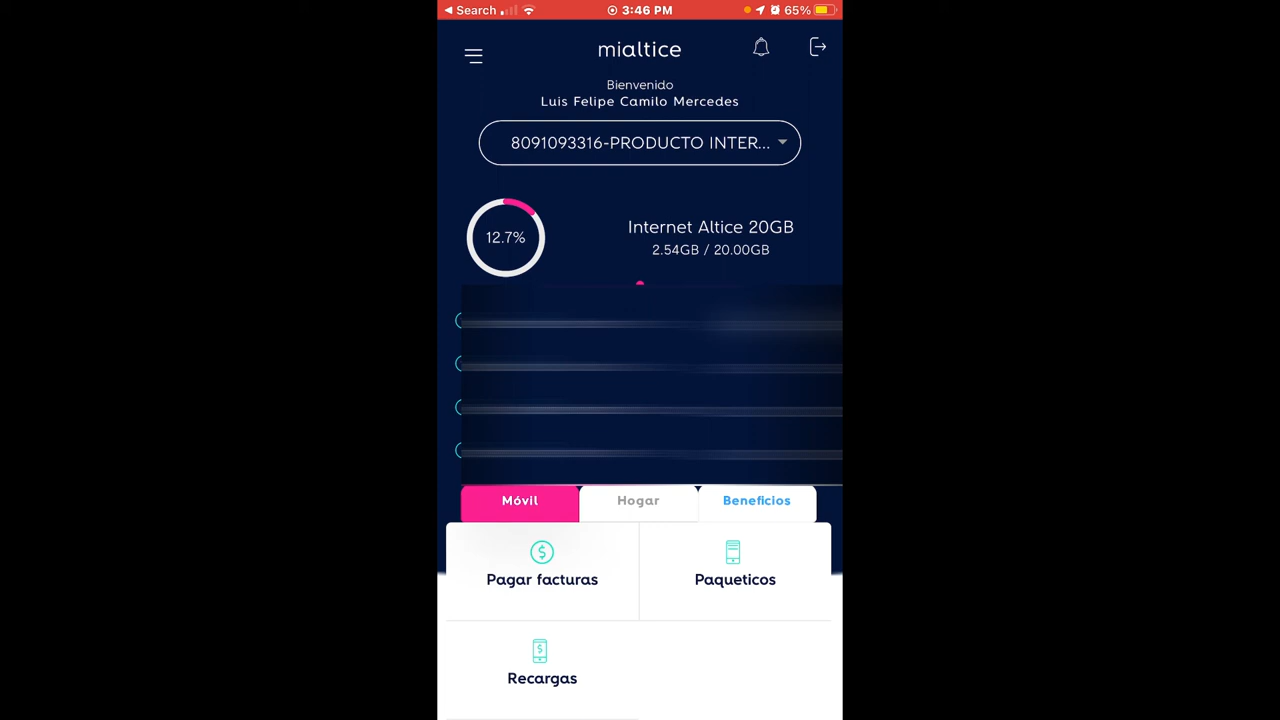 Search
3:46 PM
65%
mialtice
Bienvenido
Luis Felipe Camilo Mercedes
8091093316-PRODUCTO INTER...
12.7%
Internet Altice 20GB
2.54GB / 20.00GB
Móvil
Hogar
Beneficios
$
Pagar facturas
Paqueticos
$
Recargas